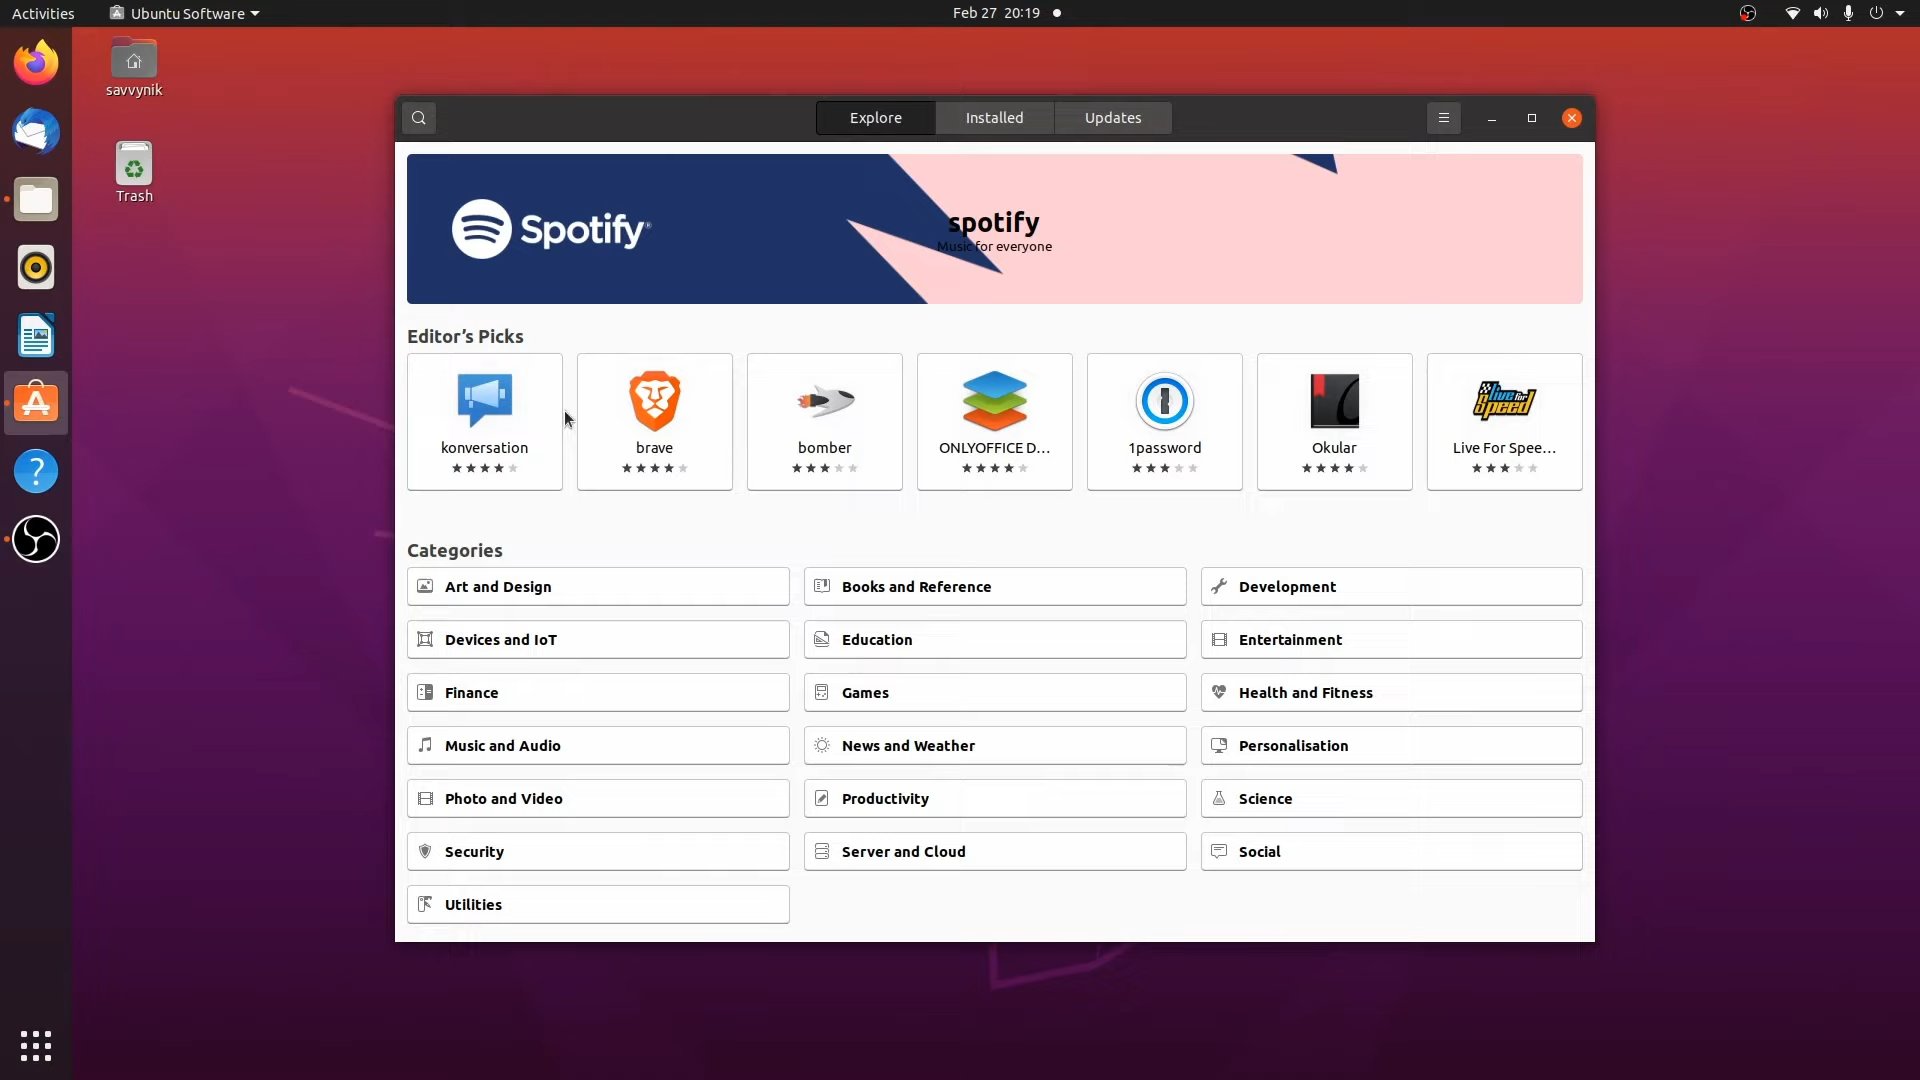 Activities
Ubuntu Software
Feb 27 20:19
savvynik
Trash
Explore
Installed
Updates
Spotify
spotify
Music for everyone
Editor's Picks
konversation
brave
bomber
ONLYOFFICE D...
1password
Okular
Live For Spee...
live for
Speed
Categories
Art and Design
Books and Reference
Development
Devices and IoT
Education
Entertainment
Finance
Games
Health and Fitness
Music and Audio
News and Weather
Personalisation
Photo and Video
Productivity
Science
Security
Server and Cloud
Social
Utilities